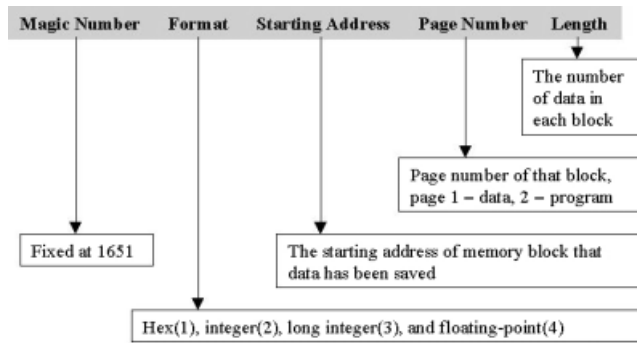 Magic Number Format Starting Address Page Number Length
The number
of data in
each block
Page number of that block,
page 1 – data, 2 – program
Fixed at 1651
The starting address of memory block that
data has been saved
Hex(1), integer(2), long integer(3), and floating-point(4)